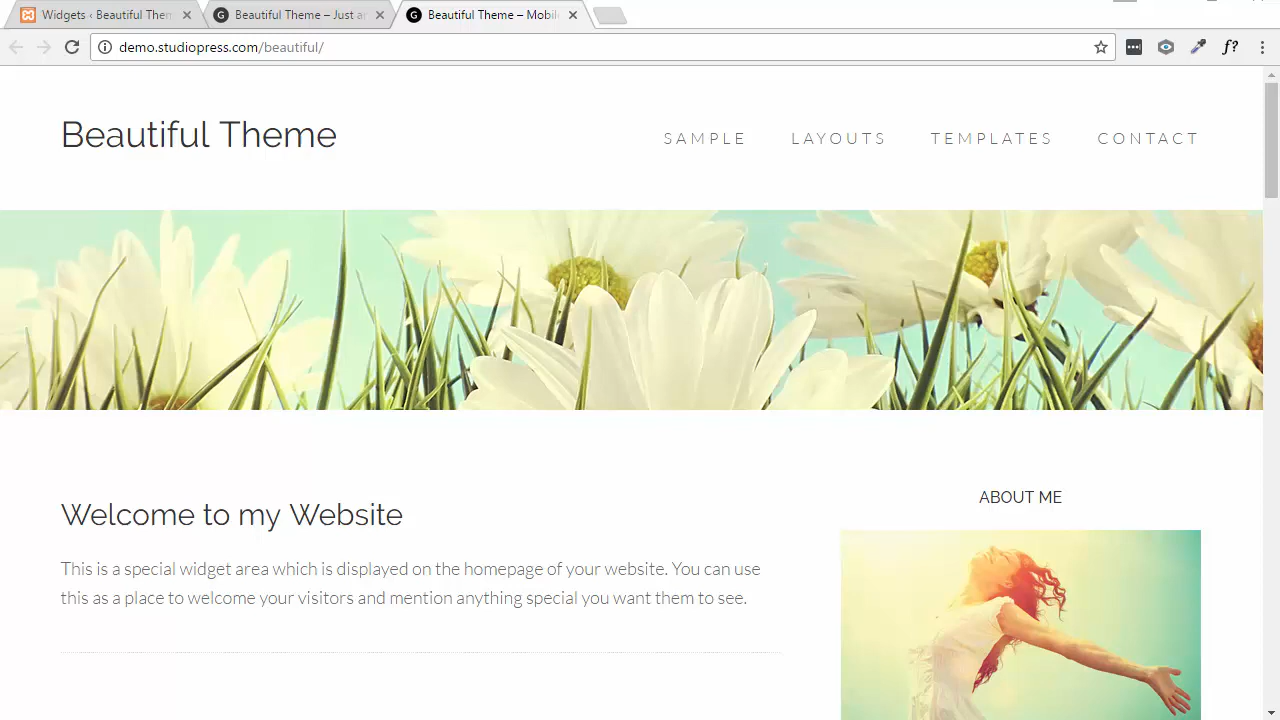 Widgets ‹ Beautiful Them
Beautiful Theme – Just an
Beautiful Theme – Mobil
demo.studiopress.com/beautiful/
f?
Beautiful Theme
SAMPLE
LAYOUTS
TEMPLATES
CONTACT
Welcome to my Website
This is a special widget area which is displayed on the homepage of your website. You can use
this as a place to welcome your visitors and mention anything special you want them to see.
ABOUT ME